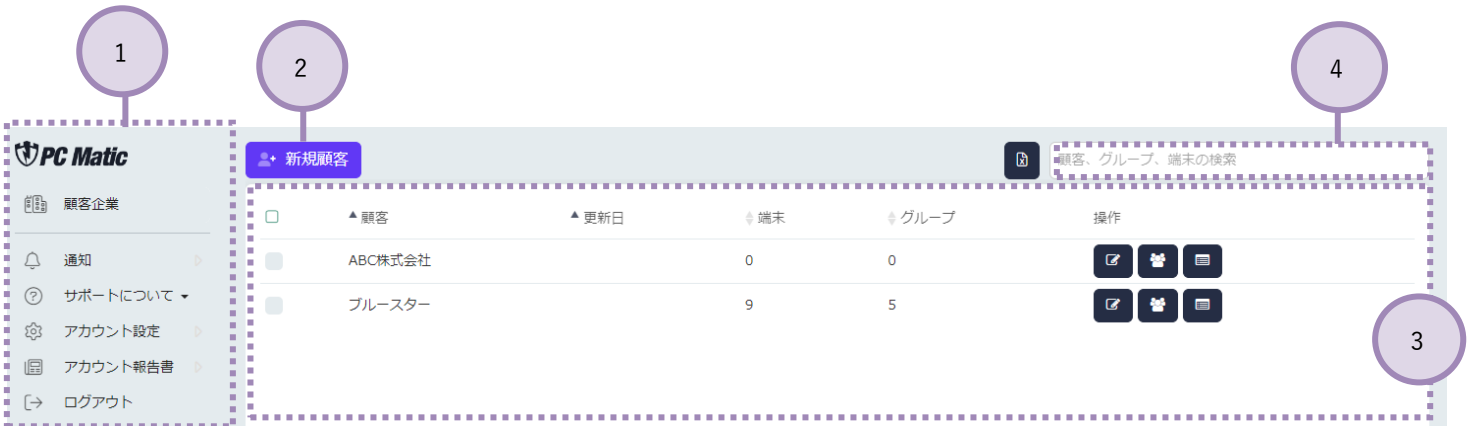 1
2
4
PC Matic
新規顧客
顧客、グループ、端末の検索
顧客企業
顧客 更新日 端末 グループ 操作
通知
ABC株式会社 0 0
サポートについて
ブルースター 9 5
アカウント設定
3
アカウント報告書
ログアウト